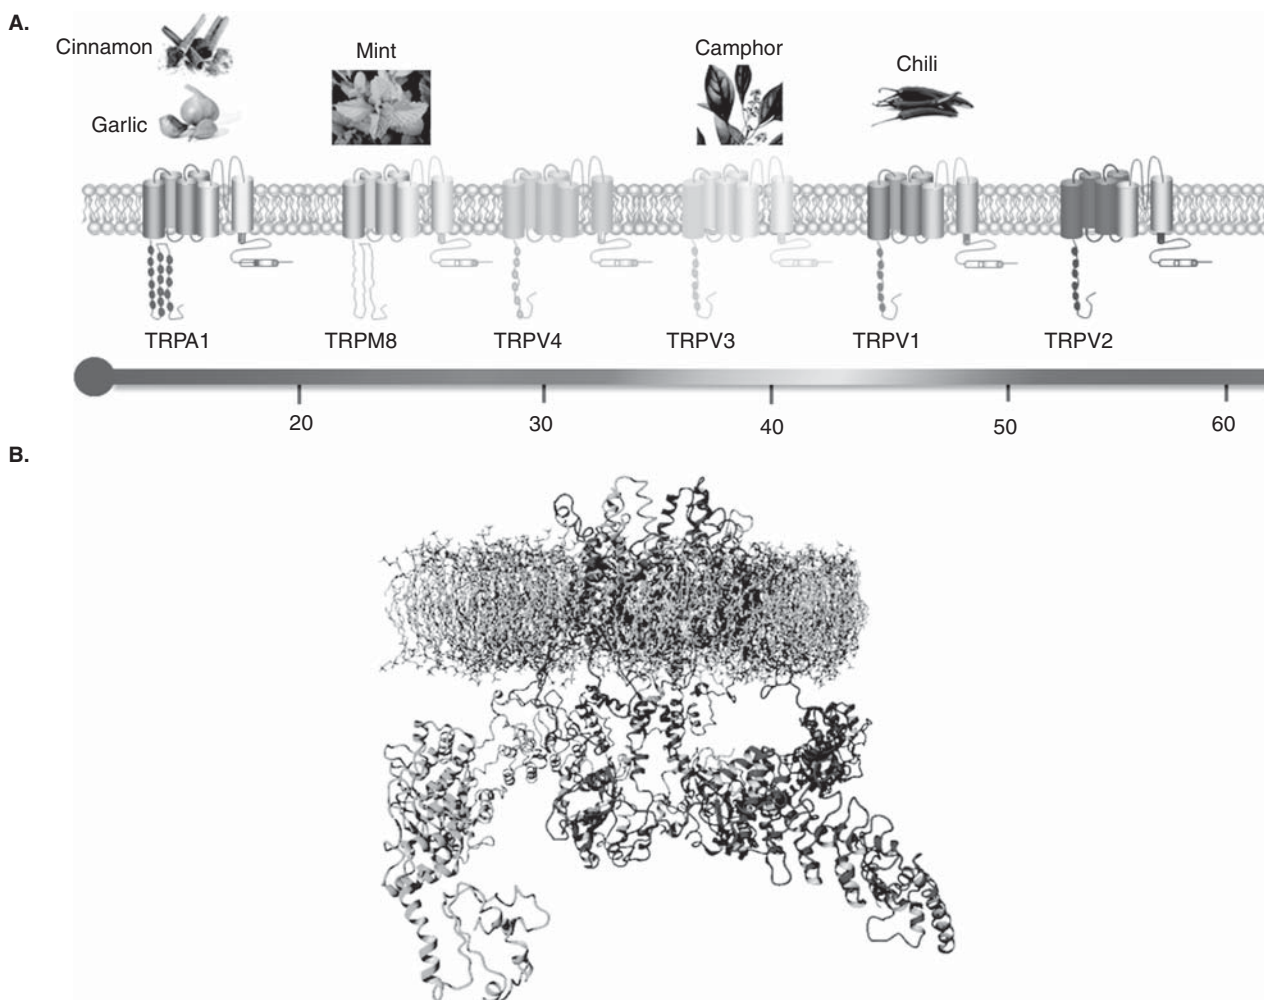 A.
Cinnamon
Garlic
Mint
Camphor
Chili
TRPA1 TRPM8 TRPV4 TRPV3 TRPV1 TRPV2
20 30 40 50 60
B.